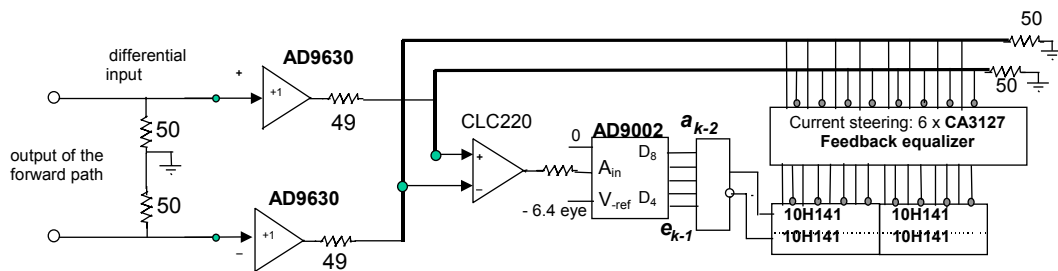 50
differential
input
AD9630
+
+1
50
49
50
CLC220
0
AD9002
a k-2
Current steering: 6 x CA3127
Feedback equalizer
output of the
forward path
+
−
A in
D 8
V -ref
D 4
- 6.4 eye
e k-1
50
AD9630
+1
−
49
10H141
10H141
10H141
10H141